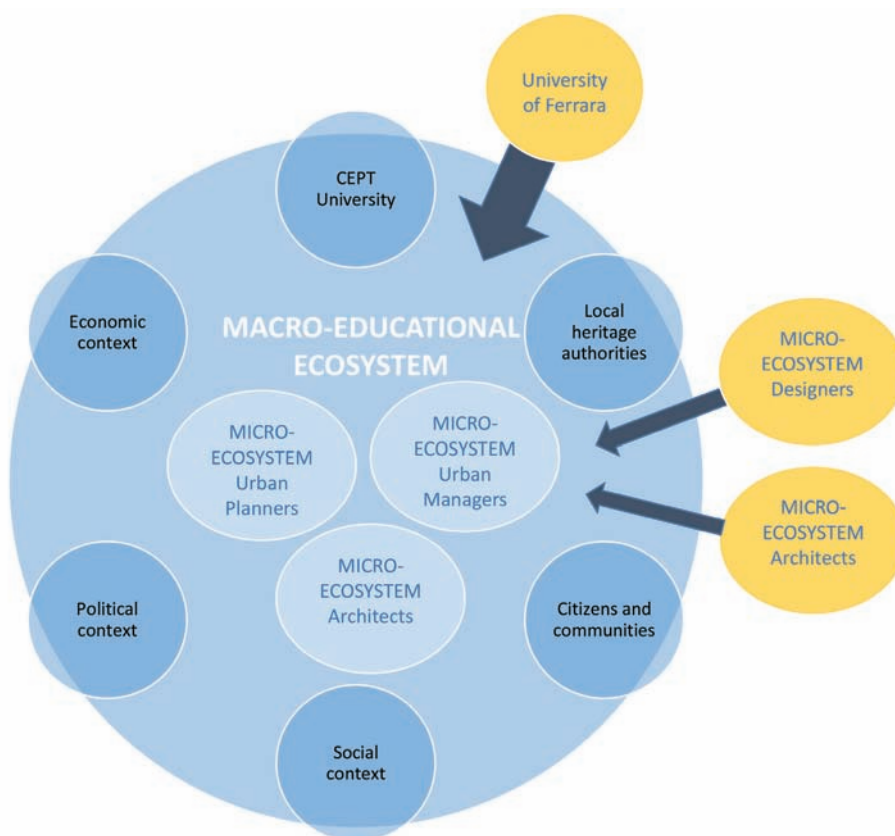 University
of Ferrara
CEPT
University
Economic
context
Local
heritage
authorities
MACRO-EDUCATIONAL
ECOSYSTEM
MICRO-
ECOSYSTEM
Designers
MICRO-
ECOSYSTEM
Urban
Planners
MICRO-
ECOSYSTEM
Urban
Managers
MICRO-
ECOSYSTEM
Architects
MICRO-
ECOSYSTEM
Architects
Political
context
Citizens and
communities
Social
context